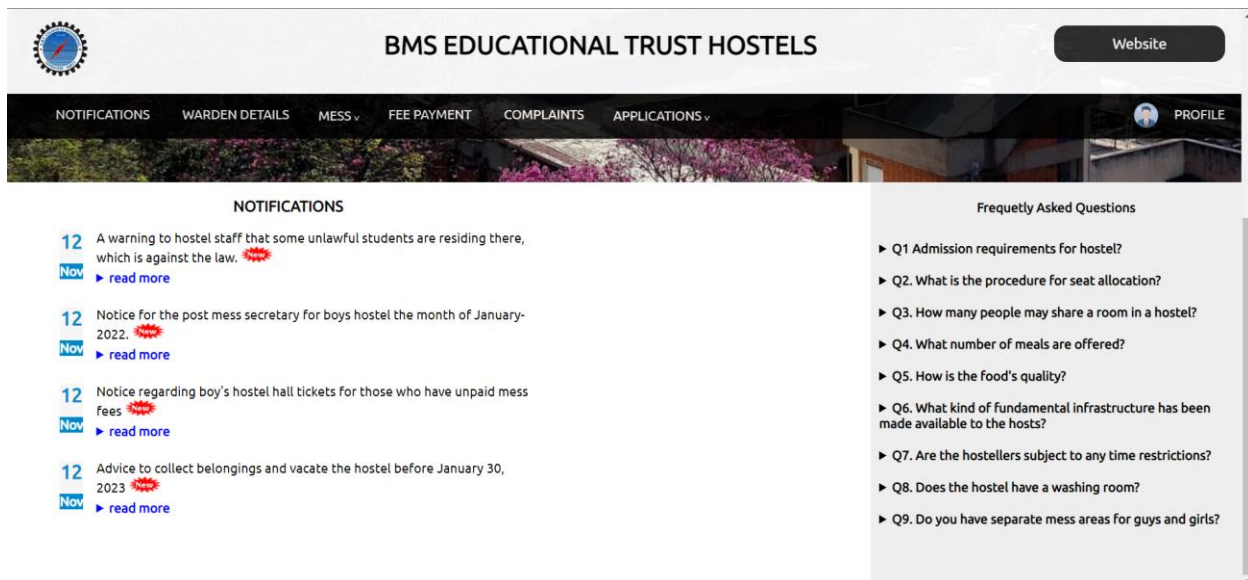 BMS EDUCATIONAL TRUST HOSTELS
Website
NOTIFICATIONS
WARDEN DETAILS
MESS
FEE PAYMENT
COMPLAINTS
APPLICATIONS
PROFILE
NOTIFICATIONS
12
Nov
A warning to hostel staff that some unlawful students are residing there,
which is against the law. New
▶ read more
12
Nov
Notice for the post mess secretary for boys hostel the month of January-
2022. New
▶ read more
12
Nov
Notice regarding boy's hostel hall tickets for those who have unpaid mess
fees New
▶ read more
12
Nov
Advice to collect belongings and vacate the hostel before January 30,
2023 New
▶ read more
Frequetly Asked Questions
▶ Q1 Admission requirements for hostel?
▶ Q2. What is the procedure for seat allocation?
▶ Q3. How many people may share a room in a hostel?
▶ Q4. What number of meals are offered?
▶ Q5. How is the food's quality?
▶ Q6. What kind of fundamental infrastructure has been
made available to the hosts?
▶ Q7. Are the hostellers subject to any time restrictions?
▶ Q8. Does the hostel have a washing room?
▶ Q9. Do you have separate mess areas for guys and girls?